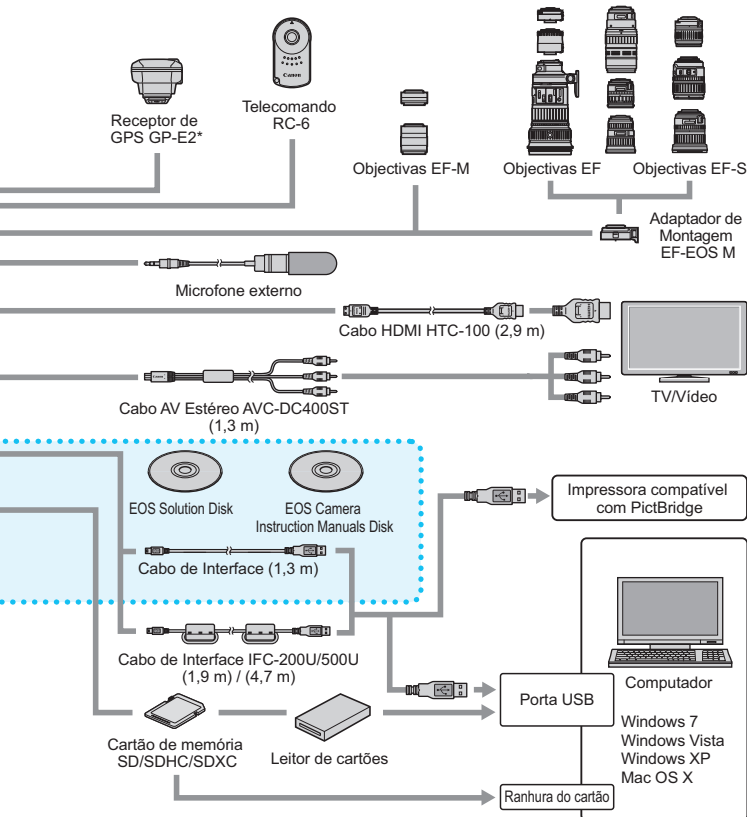 Canon
Receptor de
GPS GP-E2*
Telecomando
RC-6
Objectivas EF-M
Objectivas EF
Objectivas EF-S
Adaptador de
Montagem
EF-EOS M
Microfone externo
Cabo HDMI HTC-100 (2,9 m)
Cabo AV Estéreo AVC-DC400ST
(1,3 m)
TV/Vídeo
EOS Solution Disk
EOS Camera
Instruction Manuals Disk
Cabo de Interface (1,3 m)
Impressora compatível
com PictBridge
Cabo de Interface IFC-200U/500U
(1,9 m) / (4,7 m)
Porta USB
Computador
Windows 7
Windows Vista
Windows XP
Mac OS X
Cartão de memória
SD/SDHC/SDXC
Leitor de cartões
Ranhura do cartão